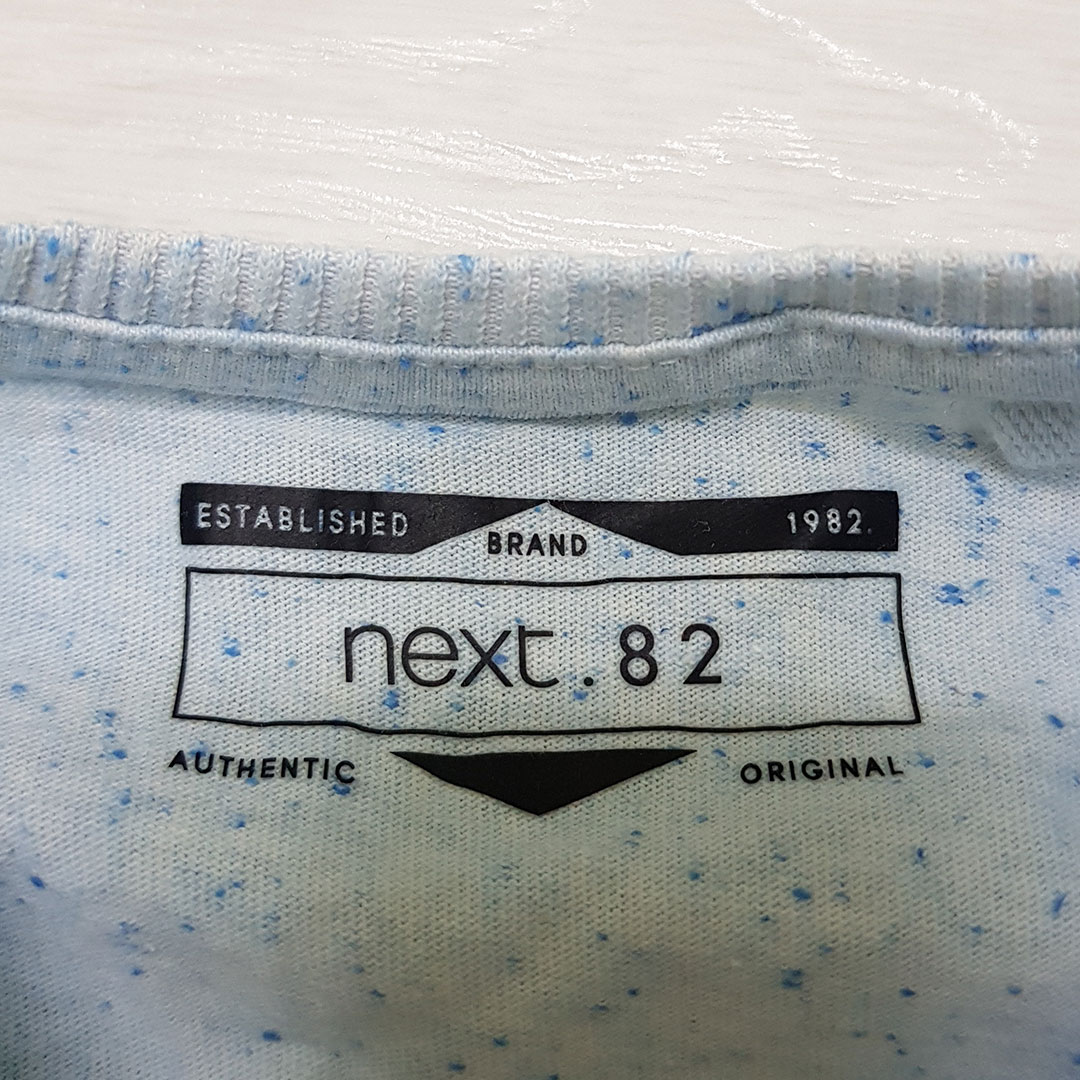 ESTABLISHED BRAND 1982.
next.82
AUTHENTIC ORIGINAL